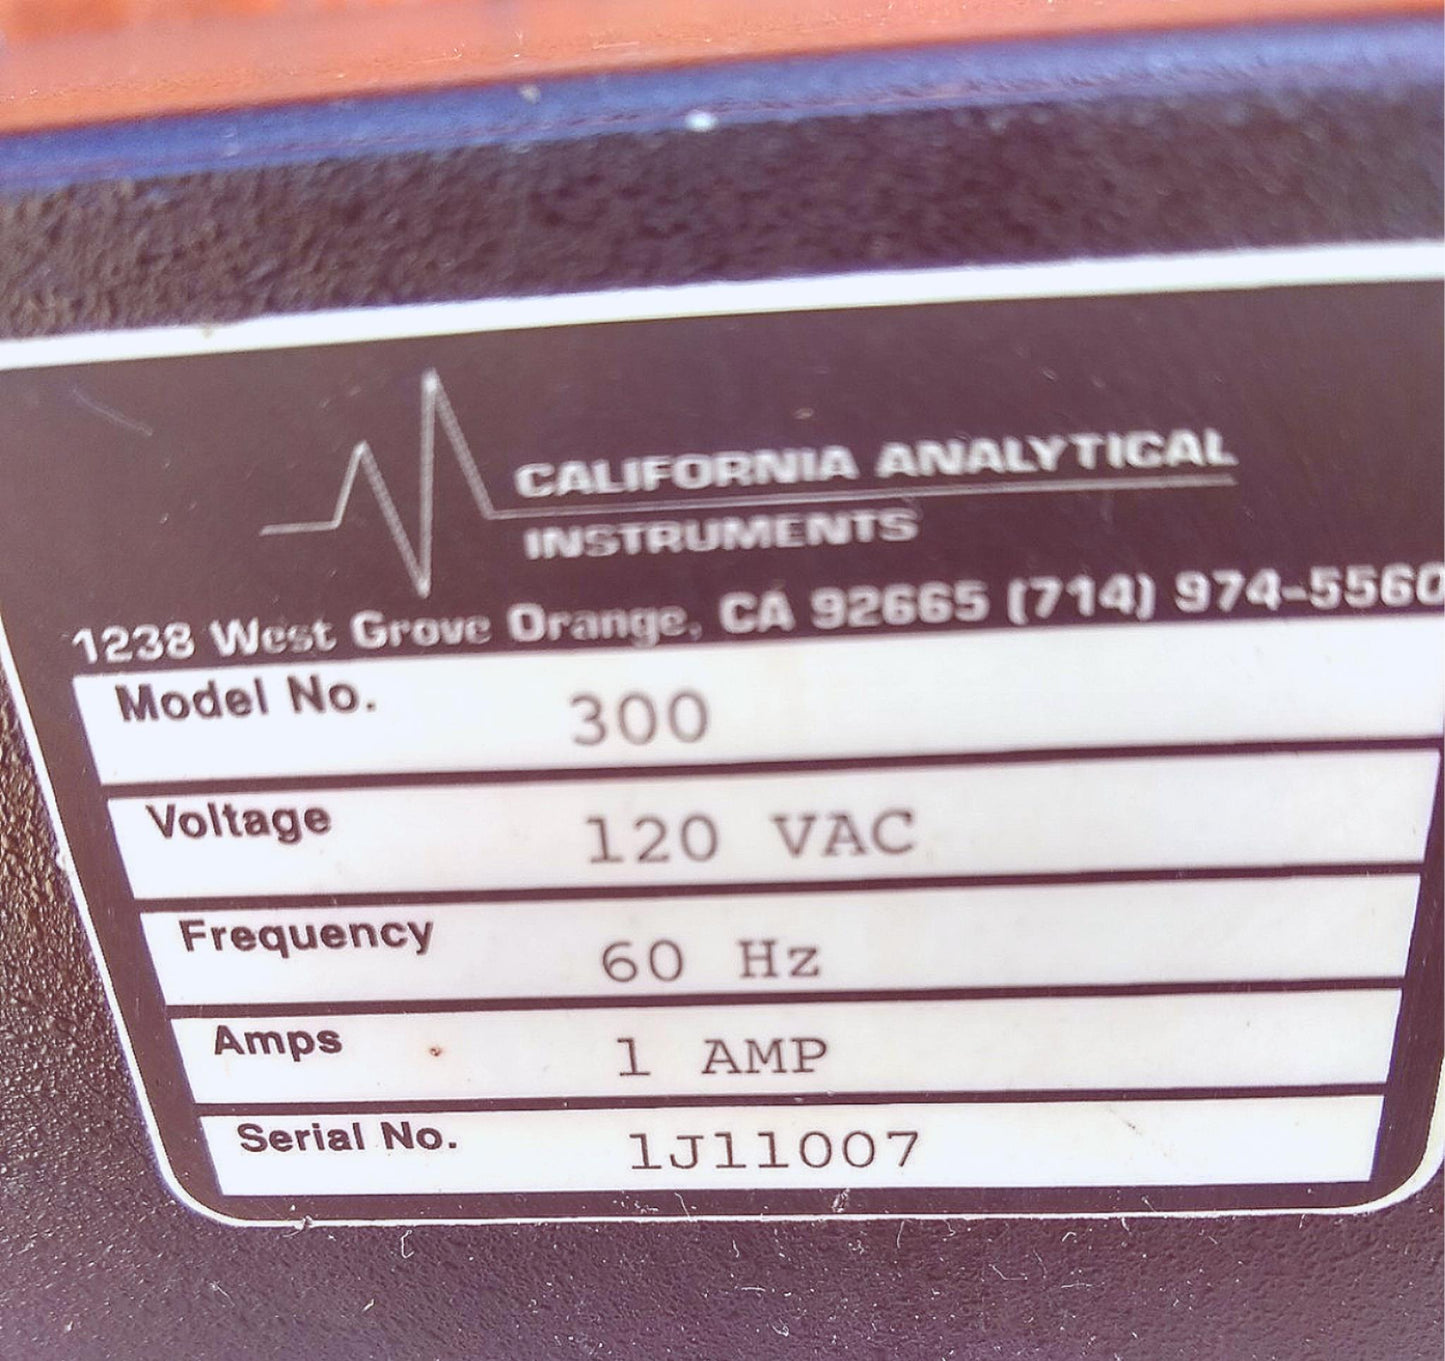 CALIFORNIA ANALYTICAL
INSTRUMENTS
1238 West Grove Orange, CA 92665 (714) 974-5560
Model No. 300
Voltage 120 VAC
Frequency 60 Hz
Amps 1 AMP
Serial No. 1J11007